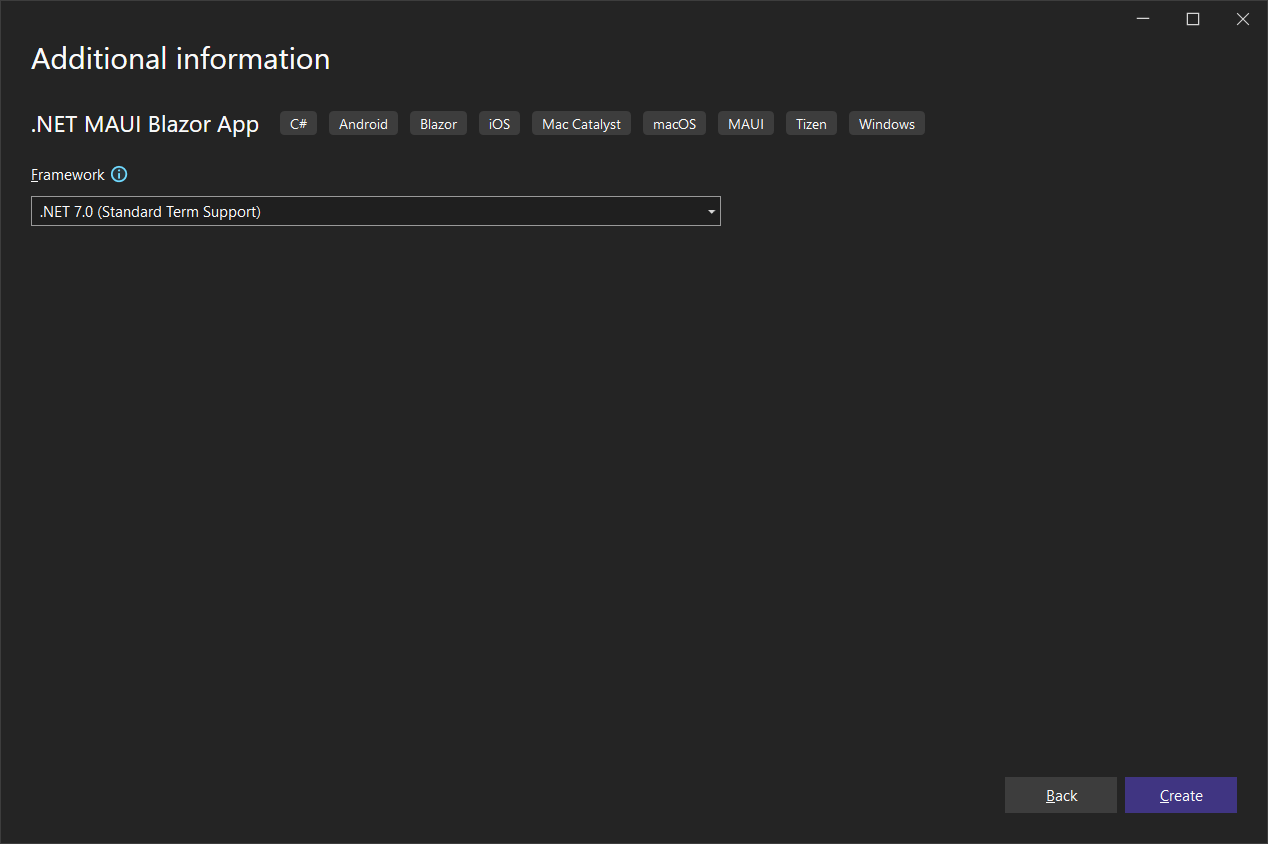 Additional information
.NET MAUI Blazor App C# Android Blazor iOS Mac Catalyst macOS MAUI Tizen Windows
Framework
.NET 7.0 (Standard Term Support)
Back Create